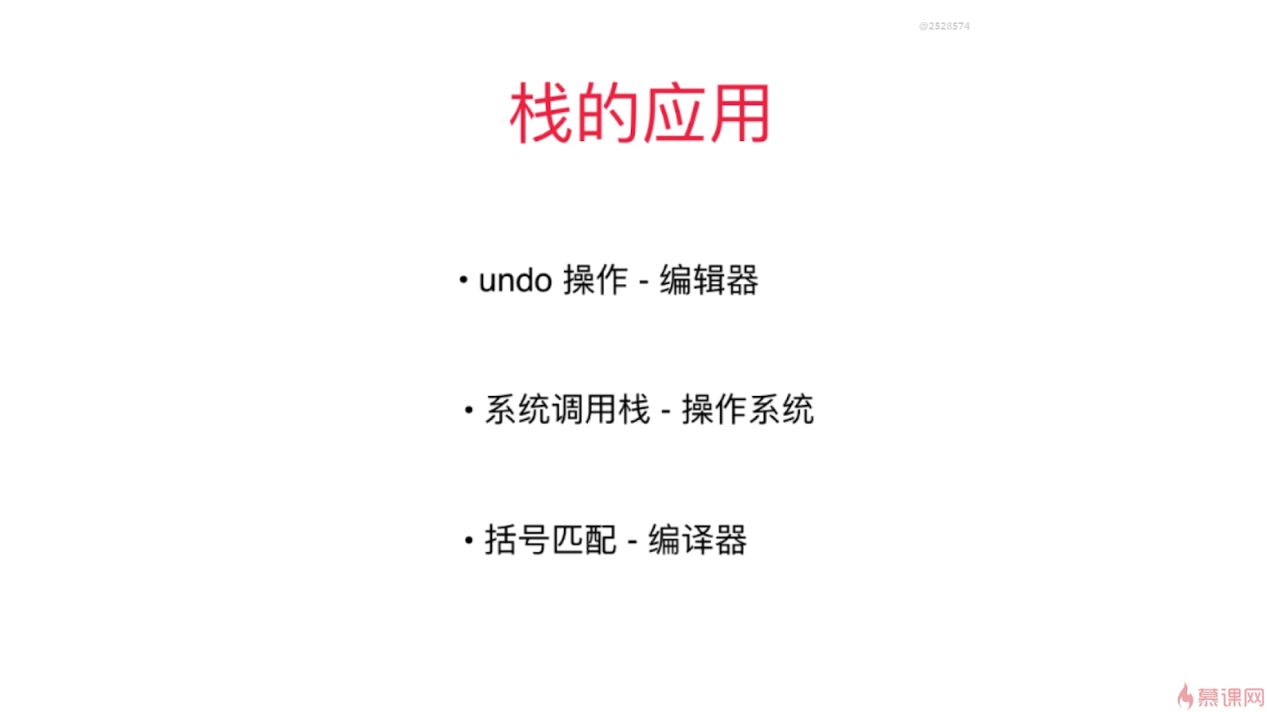 @2528574
栈的应用
• undo 操作 - 编辑器
• 系统调用栈 - 操作系统
• 括号匹配 - 编译器
慕课网